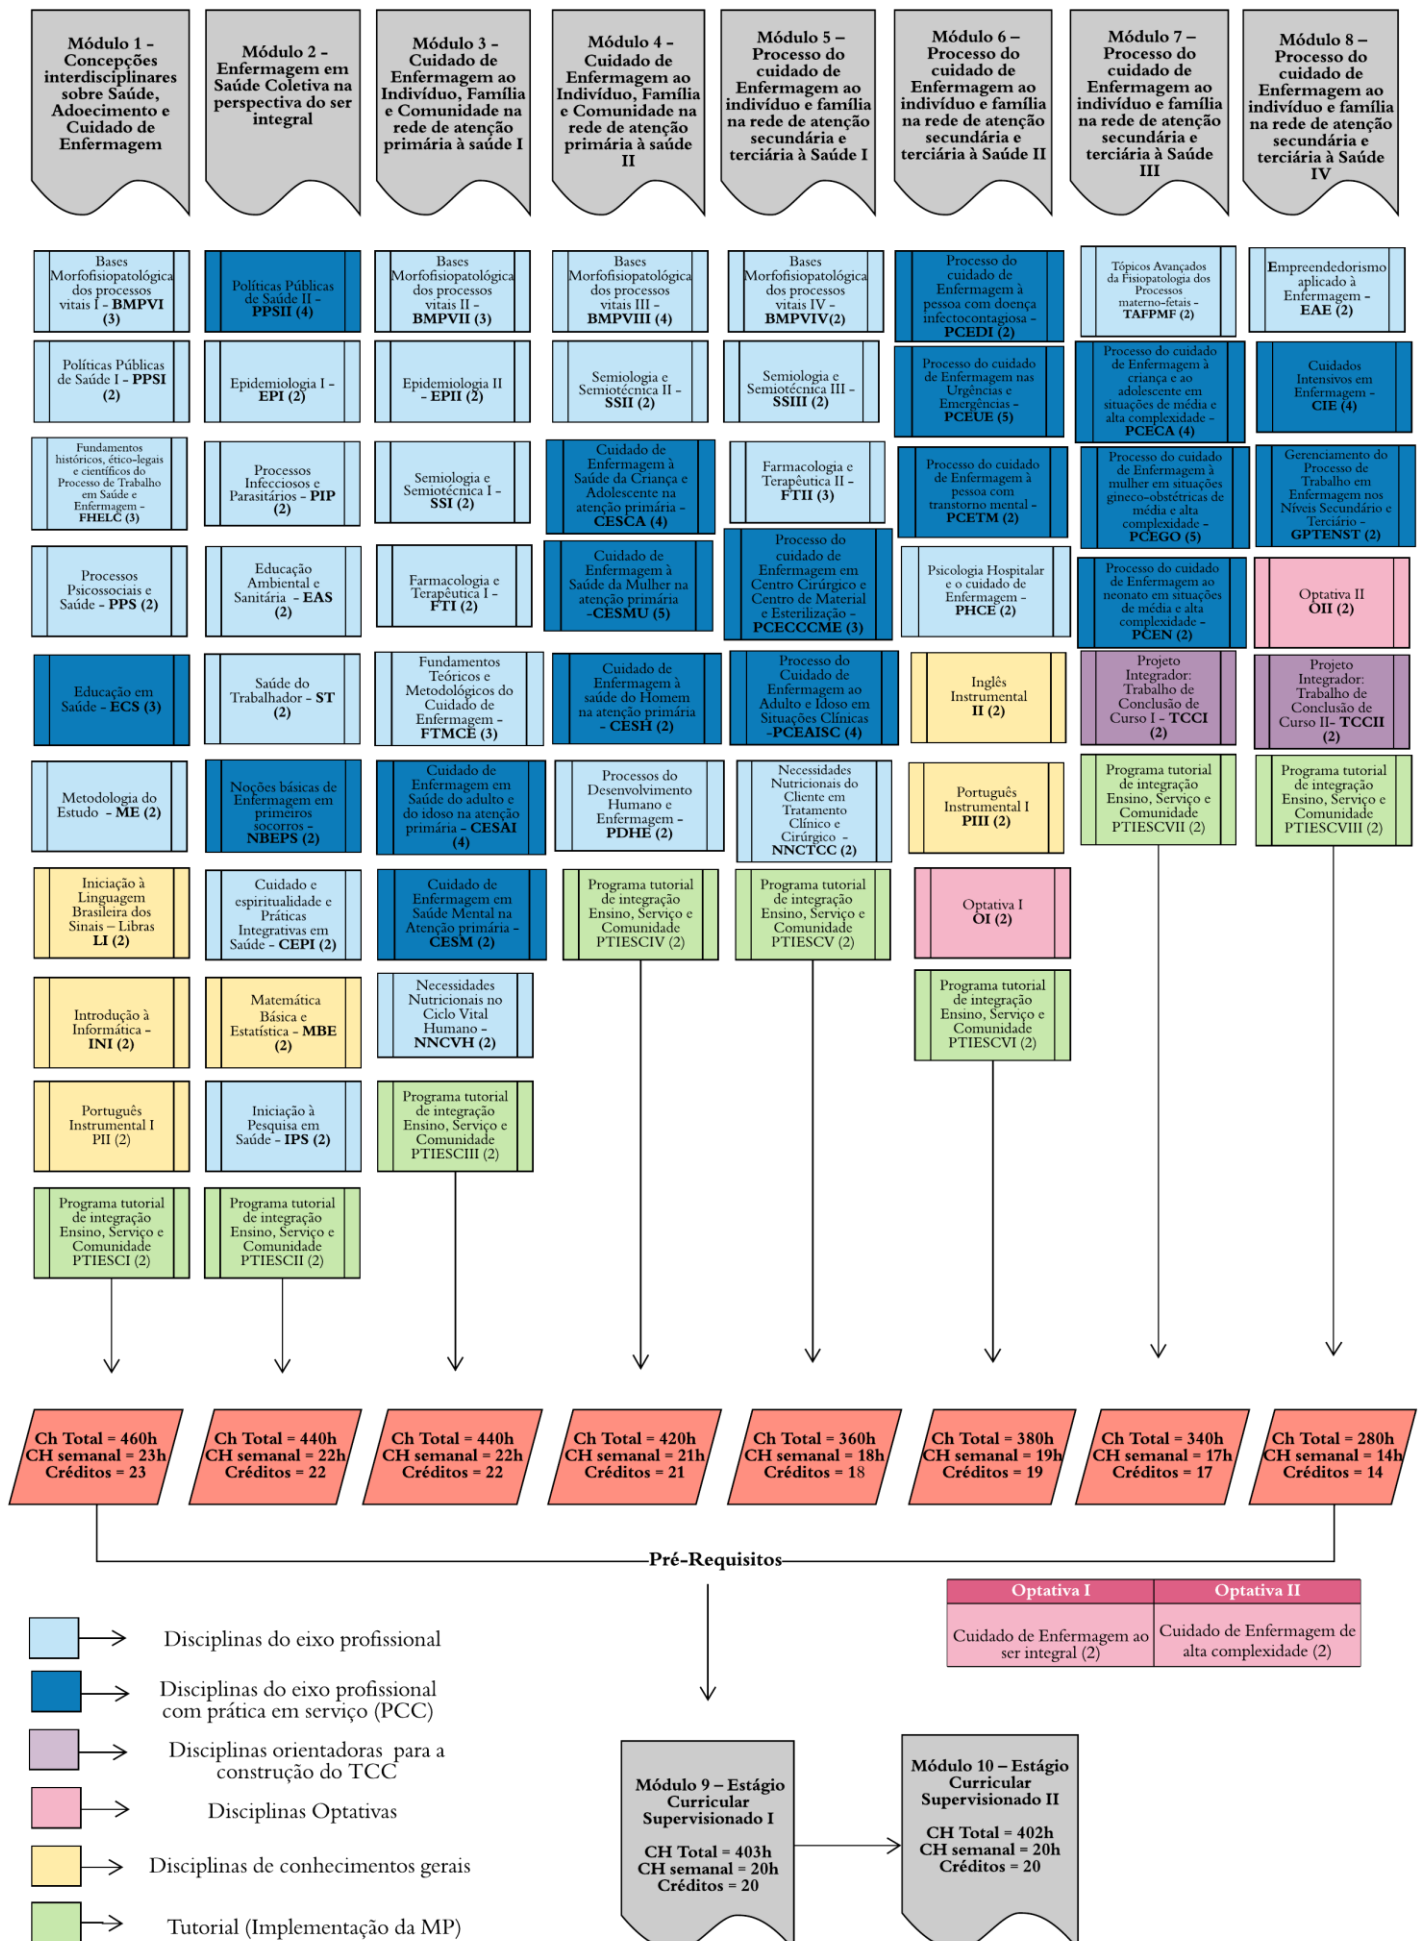 Módulo 1 -
Concepções
interdisciplinares
sobre Saúde,
Adoecimento e
Cuidado de
Enfermagem
Módulo 2 -
Enfermagem em
Saúde Coletiva na
perspectiva do ser
integral
Módulo 3 -
Cuidado de
Enfermagem ao
Indivíduo, Família
e Comunidade na
rede de atenção
primária à saúde I
Módulo 4 -
Cuidado de
Enfermagem ao
Indivíduo, Família
e Comunidade na
rede de atenção
primária à saúde
II
Módulo 5 –
Processo do
cuidado de
Enfermagem ao
indivíduo e família
na rede de atenção
secundária e
terciária à Saúde I
Módulo 6 –
Processo do
cuidado de
Enfermagem ao
indivíduo e família
na rede de atenção
secundária e
terciária à Saúde II
Módulo 7 –
Processo do
cuidado de
Enfermagem ao
indivíduo e família
na rede de atenção
secundária e
terciária à Saúde
III
Módulo 8 –
Processo do
cuidado de
Enfermagem ao
indivíduo e família
na rede de atenção
secundária e
terciária à Saúde
IV
Bases
Morfofisiopatológica
dos processos
vitais I - BMPVI
(3)
Políticas Públicas
de Saúde II -
PPSII (4)
Bases
Morfofisiopatológica
dos processos
vitais II -
BMPVII (3)
Bases
Morfofisiopatológica
dos processos
vitais III -
BMPVIII (4)
Bases
Morfofisiopatológica
dos processos
vitais IV -
BMPVIV(2)
Processo do
cuidado de
Enfermagem à
pessoa com doença
infectocontagiosa -
PCEDI (2)
Tópicos Avançados
da Fisiopatologia dos
Processos
materno-fetais -
TAFPMF (2)
Empreendedorismo
aplicado à
Enfermagem -
EAE (2)
Políticas Públicas
de Saúde I - PPSI
(2)
Epidemiologia I -
EPI (2)
Epidemiologia II
- EPII (2)
Semiologia e
Semiotécnica II -
SSII (2)
Semiologia e
Semiotécnica III -
SSIII (2)
Processo do cuidado
de Enfermagem nas
Urgências e
Emergências -
PCEUE (5)
Processo do cuidado
de Enfermagem à
criança e ao
adolescente em
situações de média e
alta complexidade -
PCECA (4)
Cuidados
Intensivos em
Enfermagem -
CIE (4)
Fundamentos
históricos, ético-legais
e científicos do
Processo de Trabalho
em Saúde e
Enfermagem -
FHELC (3)
Processos
Infecciosos e
Parasitários - PIP
(2)
Semiologia e
Semiotécnica I -
SSI (2)
Cuidado de
Enfermagem à
Saúde da Criança e
Adolescente na
atenção primária -
CESCA (4)
Farmacologia e
Terapêutica II -
FTII (3)
Processo do cuidado
de Enfermagem à
pessoa com
transtorno mental -
PCETM (2)
Processo do cuidado
de Enfermagem à
mulher em situações
gineco-obstétricas de
média e alta
complexidade -
PCEGO (5)
Gerenciamento do
Processo de
Trabalho em
Enfermagem nos
Níveis Secundário e
Terciário -
GPTENST (2)
Processos
Psicossociais e
Saúde - PPS (2)
Educação
Ambiental e
Sanitária - EAS
(2)
Farmacologia e
Terapêutica I -
FTI (2)
Cuidado de
Enfermagem à
Saúde da Mulher na
atenção primária
-CESMU (5)
Processo do
cuidado de
Enfermagem em
Centro Cirúrgico e
Centro de Material
e Esterilização -
PCECCCME (3)
Psicologia Hospitalar
e o cuidado de
Enfermagem -
PHCE (2)
Processo do cuidado
de Enfermagem ao
neonato em situações
de média e alta
complexidade -
PCEN (2)
Optativa II
OII (2)
Educação em
Saúde - ECS (3)
Saúde do
Trabalhador - ST
(2)
Fundamentos
Teóricos e
Metodológicos do
Cuidado de
Enfermagem -
FTMCE (3)
Cuidado de
Enfermagem à
saúde do Homem
na atenção primária
- CESH (2)
Processo do
Cuidado de
Enfermagem ao
Adulto e Idoso em
Situações Clínicas
-PCEAISC (4)
Inglês
Instrumental
II (2)
Projeto
Integrador:
Trabalho de
Conclusão de
Curso I - TCCI
(2)
Projeto
Integrador:
Trabalho de
Conclusão de
Curso II- TCCII
(2)
Metodologia do
Estudo - ME (2)
Noções básicas de
Enfermagem em
primeiros
socorros -
NBEPS (2)
Cuidado de
Enfermagem em
Saúde do adulto e
do idoso na atenção
primária - CESAI
(4)
Processos do
Desenvolvimento
Humano e
Enfermagem -
PDHE (2)
Necessidades
Nutricionais do
Cliente em
Tratamento
Clínico e
Cirúrgico -
NNCTCC (2)
Português
Instrumental I
PIII (2)
Programa tutorial
de integração
Ensino, Serviço e
Comunidade
PTIESCVII (2)
Programa tutorial
de integração
Ensino, Serviço e
Comunidade
PTIESCVIII (2)
Iniciação à
Linguagem
Brasileira dos
Sinais – Libras
LI (2)
Cuidado e
espiritualidade e
Práticas
Integrativas em
Saúde - CEPI (2)
Cuidado de
Enfermagem em
Saúde Mental na
Atenção primária -
CESM (2)
Programa tutorial
de integração
Ensino, Serviço e
Comunidade
PTIESCIV (2)
Programa tutorial
de integração
Ensino, Serviço e
Comunidade
PTIESCV (2)
Optativa I
OI (2)
Introdução à
Informática -
INI (2)
Matemática
Básica e
Estatística - MBE
(2)
Necessidades
Nutricionais no
Ciclo Vital
Humano -
NNCVH (2)
Programa tutorial
de integração
Ensino, Serviço e
Comunidade
PTIESCVI (2)
Português
Instrumental I
PII (2)
Iniciação à
Pesquisa em
Saúde - IPS (2)
Programa tutorial
de integração
Ensino, Serviço e
Comunidade
PTIESCIII (2)
Programa tutorial
de integração
Ensino, Serviço e
Comunidade
PTIESCI (2)
Programa tutorial
de integração
Ensino, Serviço e
Comunidade
PTIESCII (2)
Ch Total = 460h
CH semanal = 23h
Créditos = 23
Ch Total = 440h
CH semanal = 22h
Créditos = 22
Ch Total = 440h
CH semanal = 22h
Créditos = 22
Ch Total = 420h
CH semanal = 21h
Créditos = 21
Ch Total = 360h
CH semanal = 18h
Créditos = 18
Ch Total = 380h
CH semanal = 19h
Créditos = 19
Ch Total = 340h
CH semanal = 17h
Créditos = 17
Ch Total = 280h
CH semanal = 14h
Créditos = 14
Pré-Requisitos
Optativa I
Optativa II
Cuidado de Enfermagem ao
ser integral (2)
Cuidado de Enfermagem de
alta complexidade (2)
Disciplinas do eixo profissional
Disciplinas do eixo profissional
com prática em serviço (PCC)
Disciplinas orientadoras para a
construção do TCC
Disciplinas Optativas
Disciplinas de conhecimentos gerais
Tutorial (Implementação da MP)
Módulo 9 – Estágio
Curricular
Supervisionado I
CH Total = 403h
CH semanal = 20h
Créditos = 20
Módulo 10 – Estágio
Curricular
Supervisionado II
CH Total = 402h
CH semanal = 20h
Créditos = 20